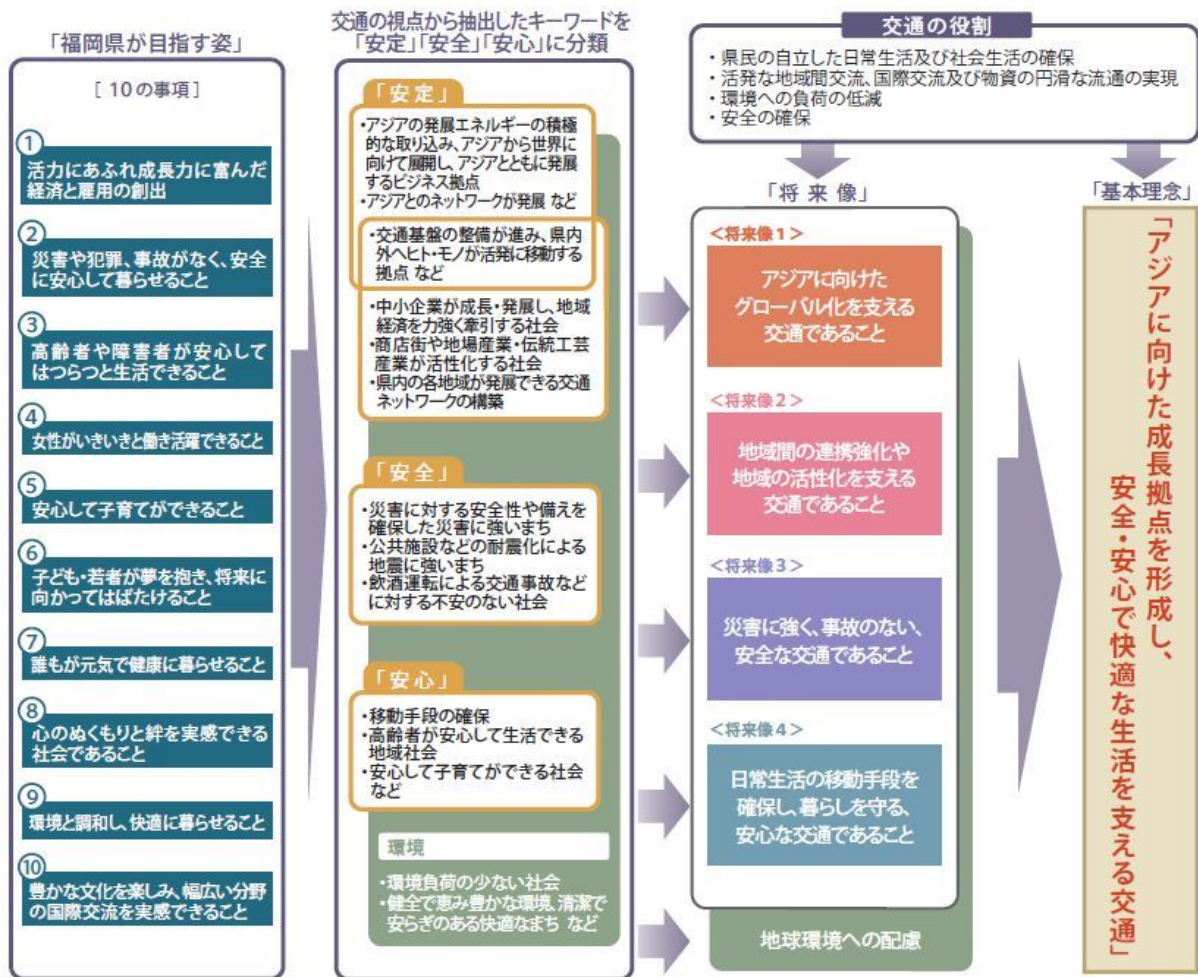 「福岡県が目指す姿」
[ 10の事項 ]
①
活力にあふれ成長力に富んだ
経済と雇用の創出
②
災害や犯罪、事故がなく、安全
に安心して暮らせること
③
高齢者や障害者が安心して
はつらつと生活できること
④
女性がいきいきと働き活躍できること
⑤
安心して子育てができること
⑥
子ども・若者が夢を抱き、将来に
向かってはばたけること
⑦
誰もが元気で健康に暮らせること
⑧
心のぬくもりと絆を実感できる
社会であること
⑨
環境と調和し、快適に暮らせること
⑩
豊かな文化を楽しみ、幅広い分野
の国際交流を実感できること
交通の視点から抽出したキーワードを
「安定」「安全」「安心」に分類
「安定」
・アジアの発展エネルギーの積極
的な取り込み、アジアから世界に
向けて展開し、アジアとともに発展
するビジネス拠点
・アジアとのネットワークが発展 など
・交通基盤の整備が進み、県内
外へヒト・モノが活発に移動する
拠点 など
・中小企業が成長・発展し、地域
経済を力強く牽引する社会
・商店街や地場産業・伝統工芸
産業が活性化する社会
・県内の各地域が発展できる交通
ネットワークの構築
「安全」
・災害に対する安全性や備えを
確保した災害に強いまち
・公共施設などの耐震化による
地震に強いまち
・飲酒運転による交通事故など
に対する不安のない社会
「安心」
・移動手段の確保
・高齢者が安心して生活できる
地域社会
・安心して子育てができる社会
など
環境
・環境負荷の少ない社会
・健全で恵み豊かな環境、清潔で
安らぎのある快適なまち など
交通の役割
・県民の自立した日常生活及び社会生活の確保
・活発な地域間交流、国際交流及び物資の円滑な流通の実現
・環境への負荷の低減
・安全の確保
「将来像」
<将来像1>
アジアに向けた
グローバル化を支える
交通であること
<将来像2>
地域間の連携強化や
地域の活性化を支える
交通であること
<将来像3>
災害に強く、事故のない、
安全な交通であること
<将来像4>
日常生活の移動手段を
確保し、暮らしを守る、
安心な交通であること
地球環境への配慮
「基本理念」
「アジアに向けた成長拠点を形成し、
安全・安心で快適な生活を支える交通」